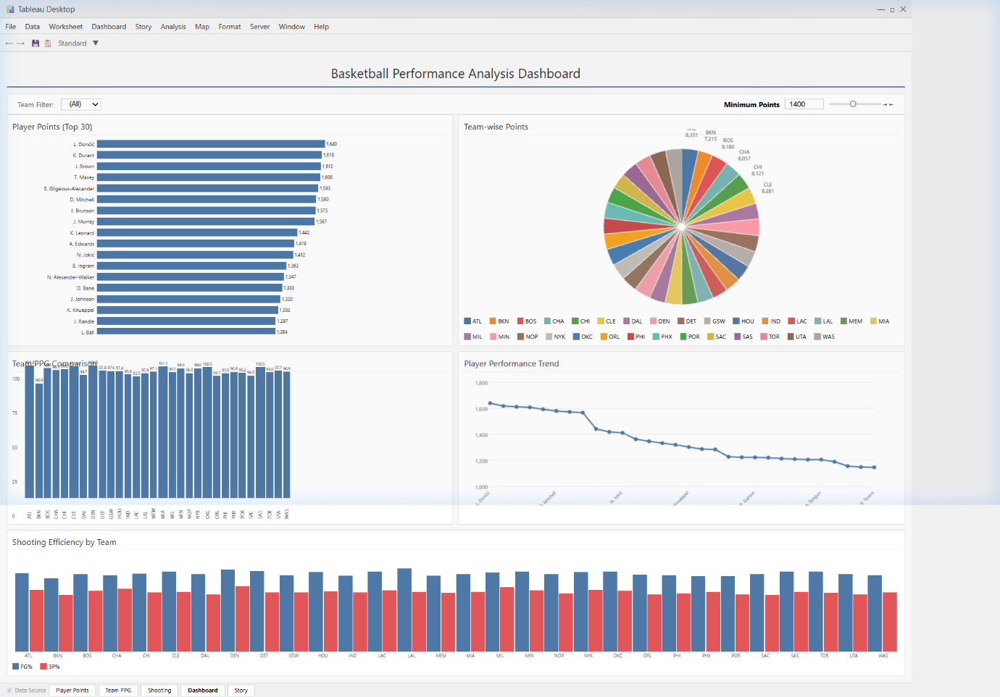 Tableau Desktop
File Data Worksheet Dashboard Story Analysis Map Format Server Window Help
Standard
Basketball Performance Analysis Dashboard
Team Filter: (All)
Minimum Points 1400
Player Points (Top 30)
L. Dončić 1,640
K. Durant 1,618
J. Brown 1,612
T. Maxey 1,608
S. Gilgeous-Alexander 1,593
D. Mitchell 1,580
J. Brunson 1,573
J. Murray 1,567
K. Leonard 1,442
A. Edwards 1,419
N. Jokić 1,412
B. Ingram 1,363
N. Alexander-Walker 1,347
D. Bane 1,333
J. Johnson 1,320
K. Knueppel 1,303
J. Randle 1,287
L. Ball 1,284
Team-wise Points
8,351
BKN
7,215
BOS
8,180
CHA
8,057
CHI
8,121
CLE
8,281
ATL BKN BOS CHA CHI CLE DAL DEN DET GSW HOU IND LAC LAL MEM MIA
MIL MIN NOP NYK OKC ORL PHI PHX POR SAC SAS TOR UTA WAS
Team PPG Comparison
88.0 94.7 97.8 97.6 97.4 95.0 93.5 95.9 97.1 101.1 96.7 99.6 96.0 99.6 100.5 93.7 95.8 96.8 96.2 94.0 100.5 96.6 97.7 96.9
100
75
50
25
0
ATL BKN BOS CHA CHI CLE DAL DEN DET GSW HOU IND LAC LAL MEM MIA MIL MIN NOP NYK OKC ORL PHI PHX POR SAC SAS TOR UTA WAS
Player Performance Trend
1,800
1,600
1,400
1,200
1,000
L. Dončić D. Mitchell N. Jokić Knueppel P. Siakam A. Sengun K. Towns
Shooting Efficiency by Team
ATL BKN BOS CHA CHI CLE DAL DEN DET GSW HOU IND LAC LAL MEM MIA MIL MIN NOP NYK OKC ORL PHI PHX POR SAC SAS TOR UTA WAS
FG% 3P%
Data Source Player Points Team PPG Shooting Dashboard Story